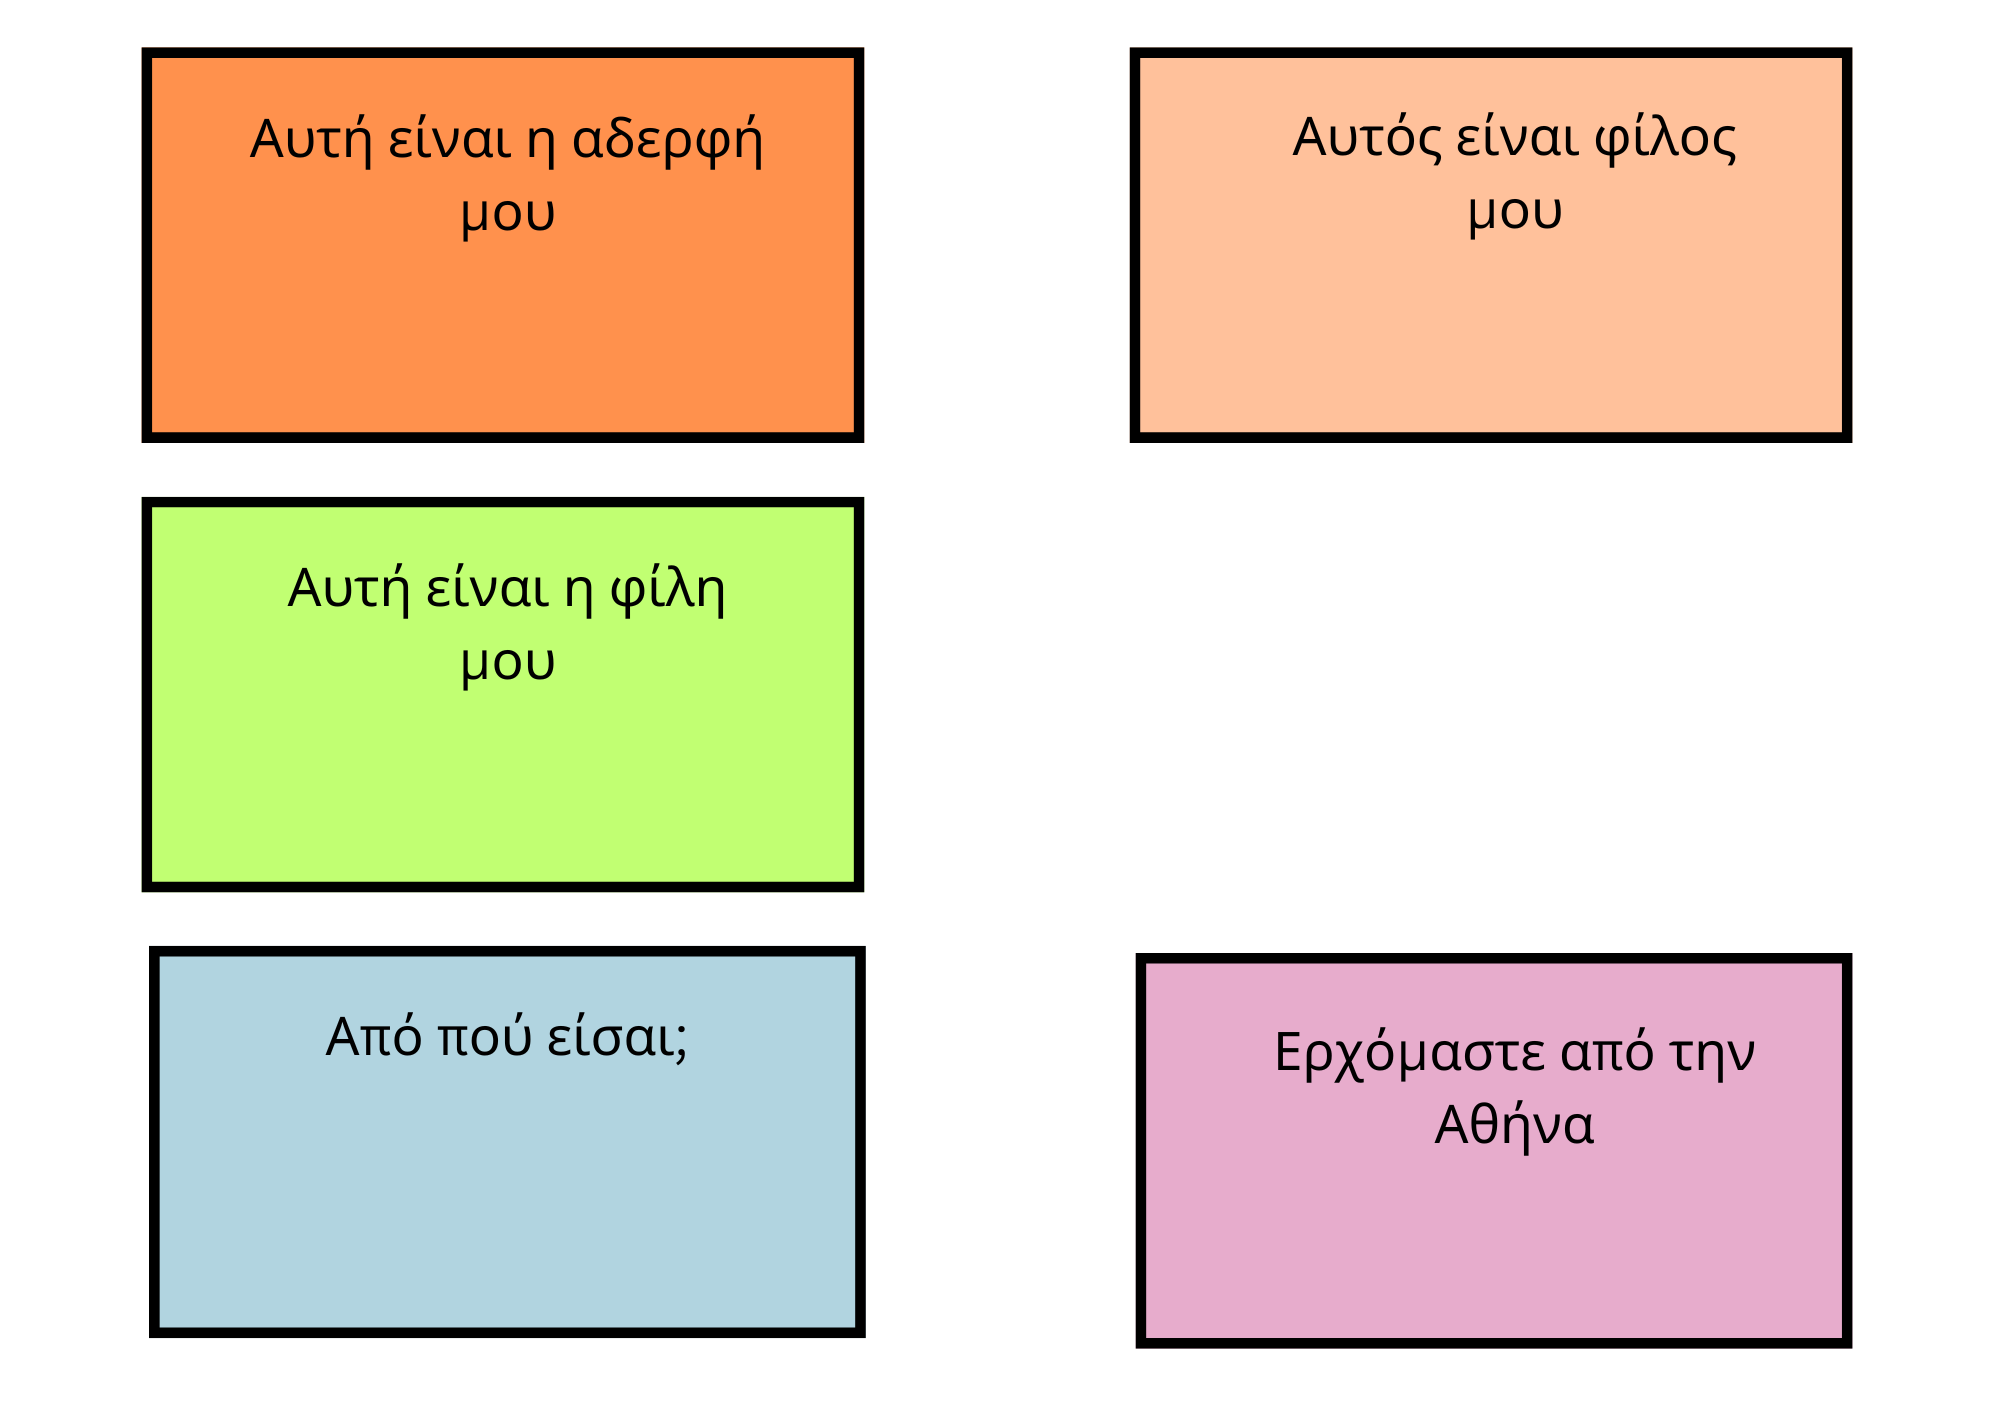 Αυτή είναι η αδερφή
μου
Αυτός είναι φίλος
μου
Αυτή είναι η φίλη
μου
Από πού είσαι;
Ερχόμαστε από την
Αθήνα